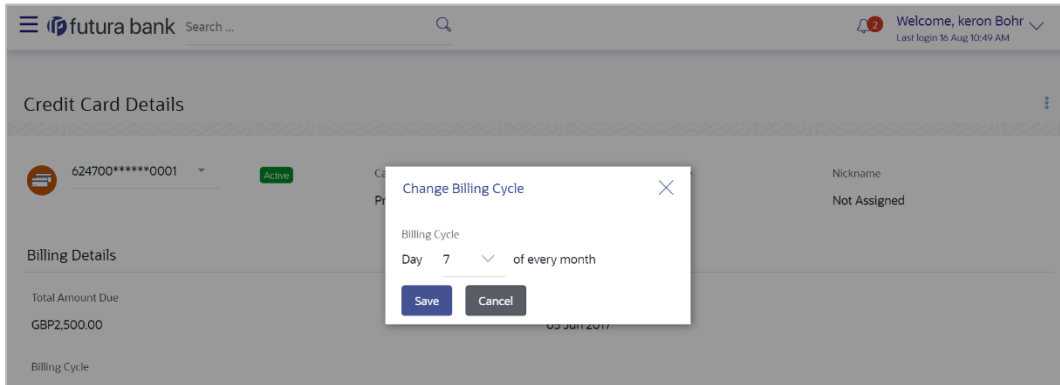 futura bank Search ... 2 Welcome, keron Bohr
Last login 16 Aug 10:49 AM
Credit Card Details
624700******0001 Active Nickname
Not Assigned
Change Billing Cycle
Billing Cycle
Day 7 of every month
Save Cancel
Billing Details
Total Amount Due
GBP2,500.00
Billing Cycle